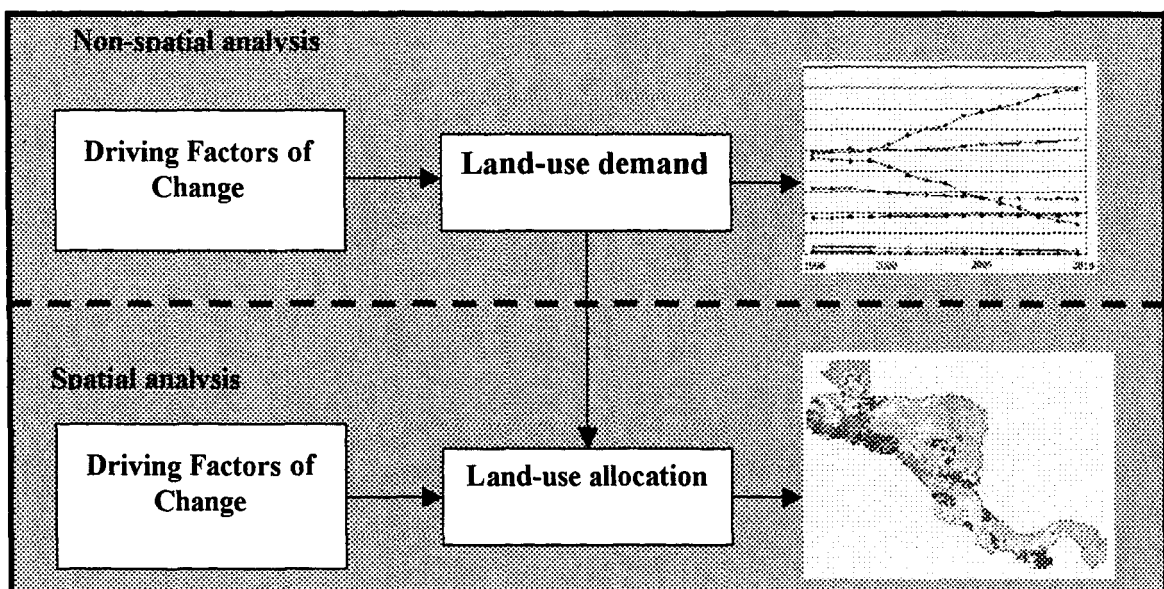 Non-spatial analysis
Driving Factors of
Change
Land-use demand
2000
Spatial analysis
Driving Factors of
Change
Land-use allocation